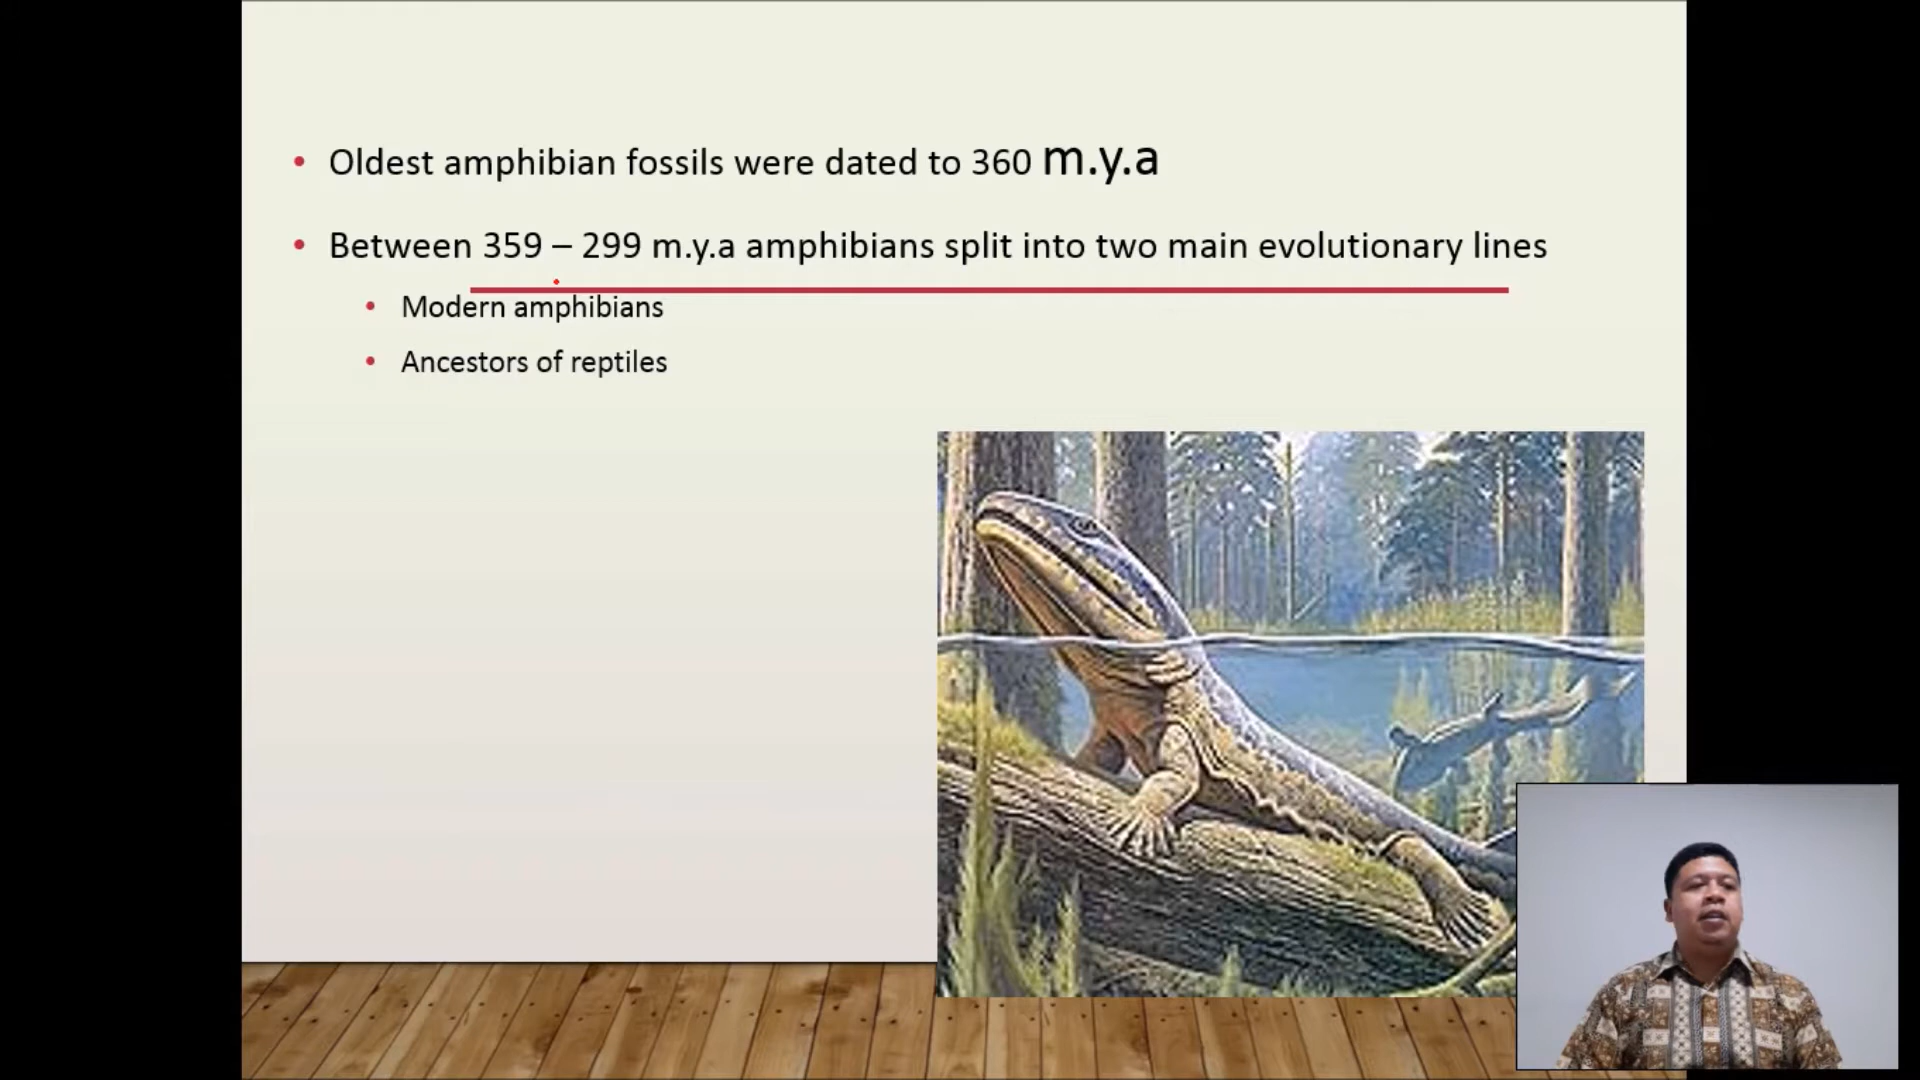 Oldest amphibian fossils were dated to 360 m.y.a
Between 359 – 299 m.y.a amphibians split into two main evolutionary lines
Modern amphibians
Ancestors of reptiles